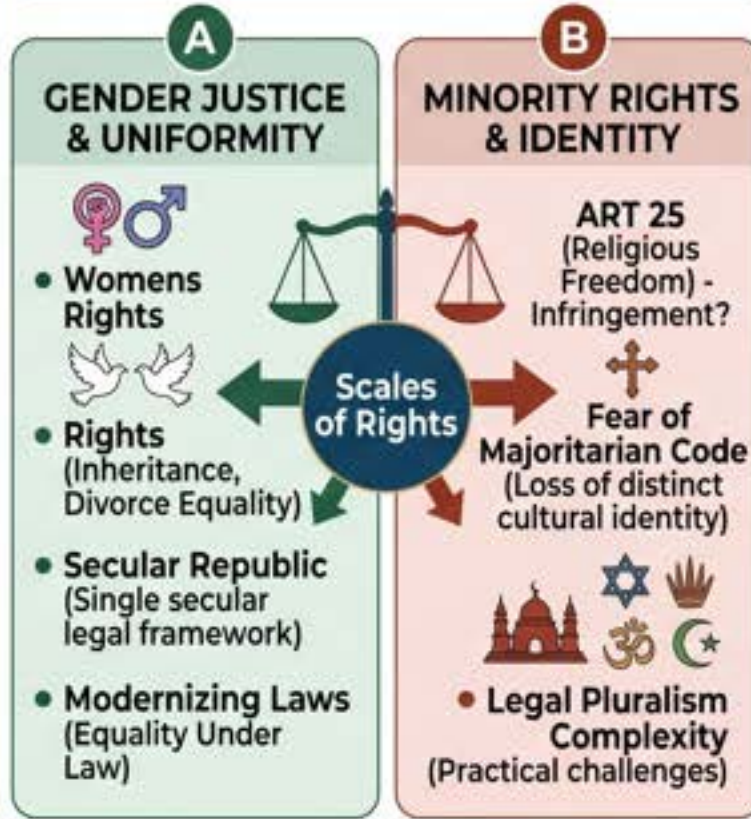 A
GENDER JUSTICE
& UNIFORMITY
• Womens
Rights
• Rights
(Inheritance,
Divorce Equality)
• Secular Republic
(Single secular
legal framework)
• Modernizing Laws
(Equality Under
Law)
Scales
of Rights
B
MINORITY RIGHTS
& IDENTITY
ART 25
(Religious
Freedom) -
Infringement?
Fear of
Majoritarian Code
(Loss of distinct
cultural identity)
ॐ
• Legal Pluralism
Complexity
(Practical challenges)